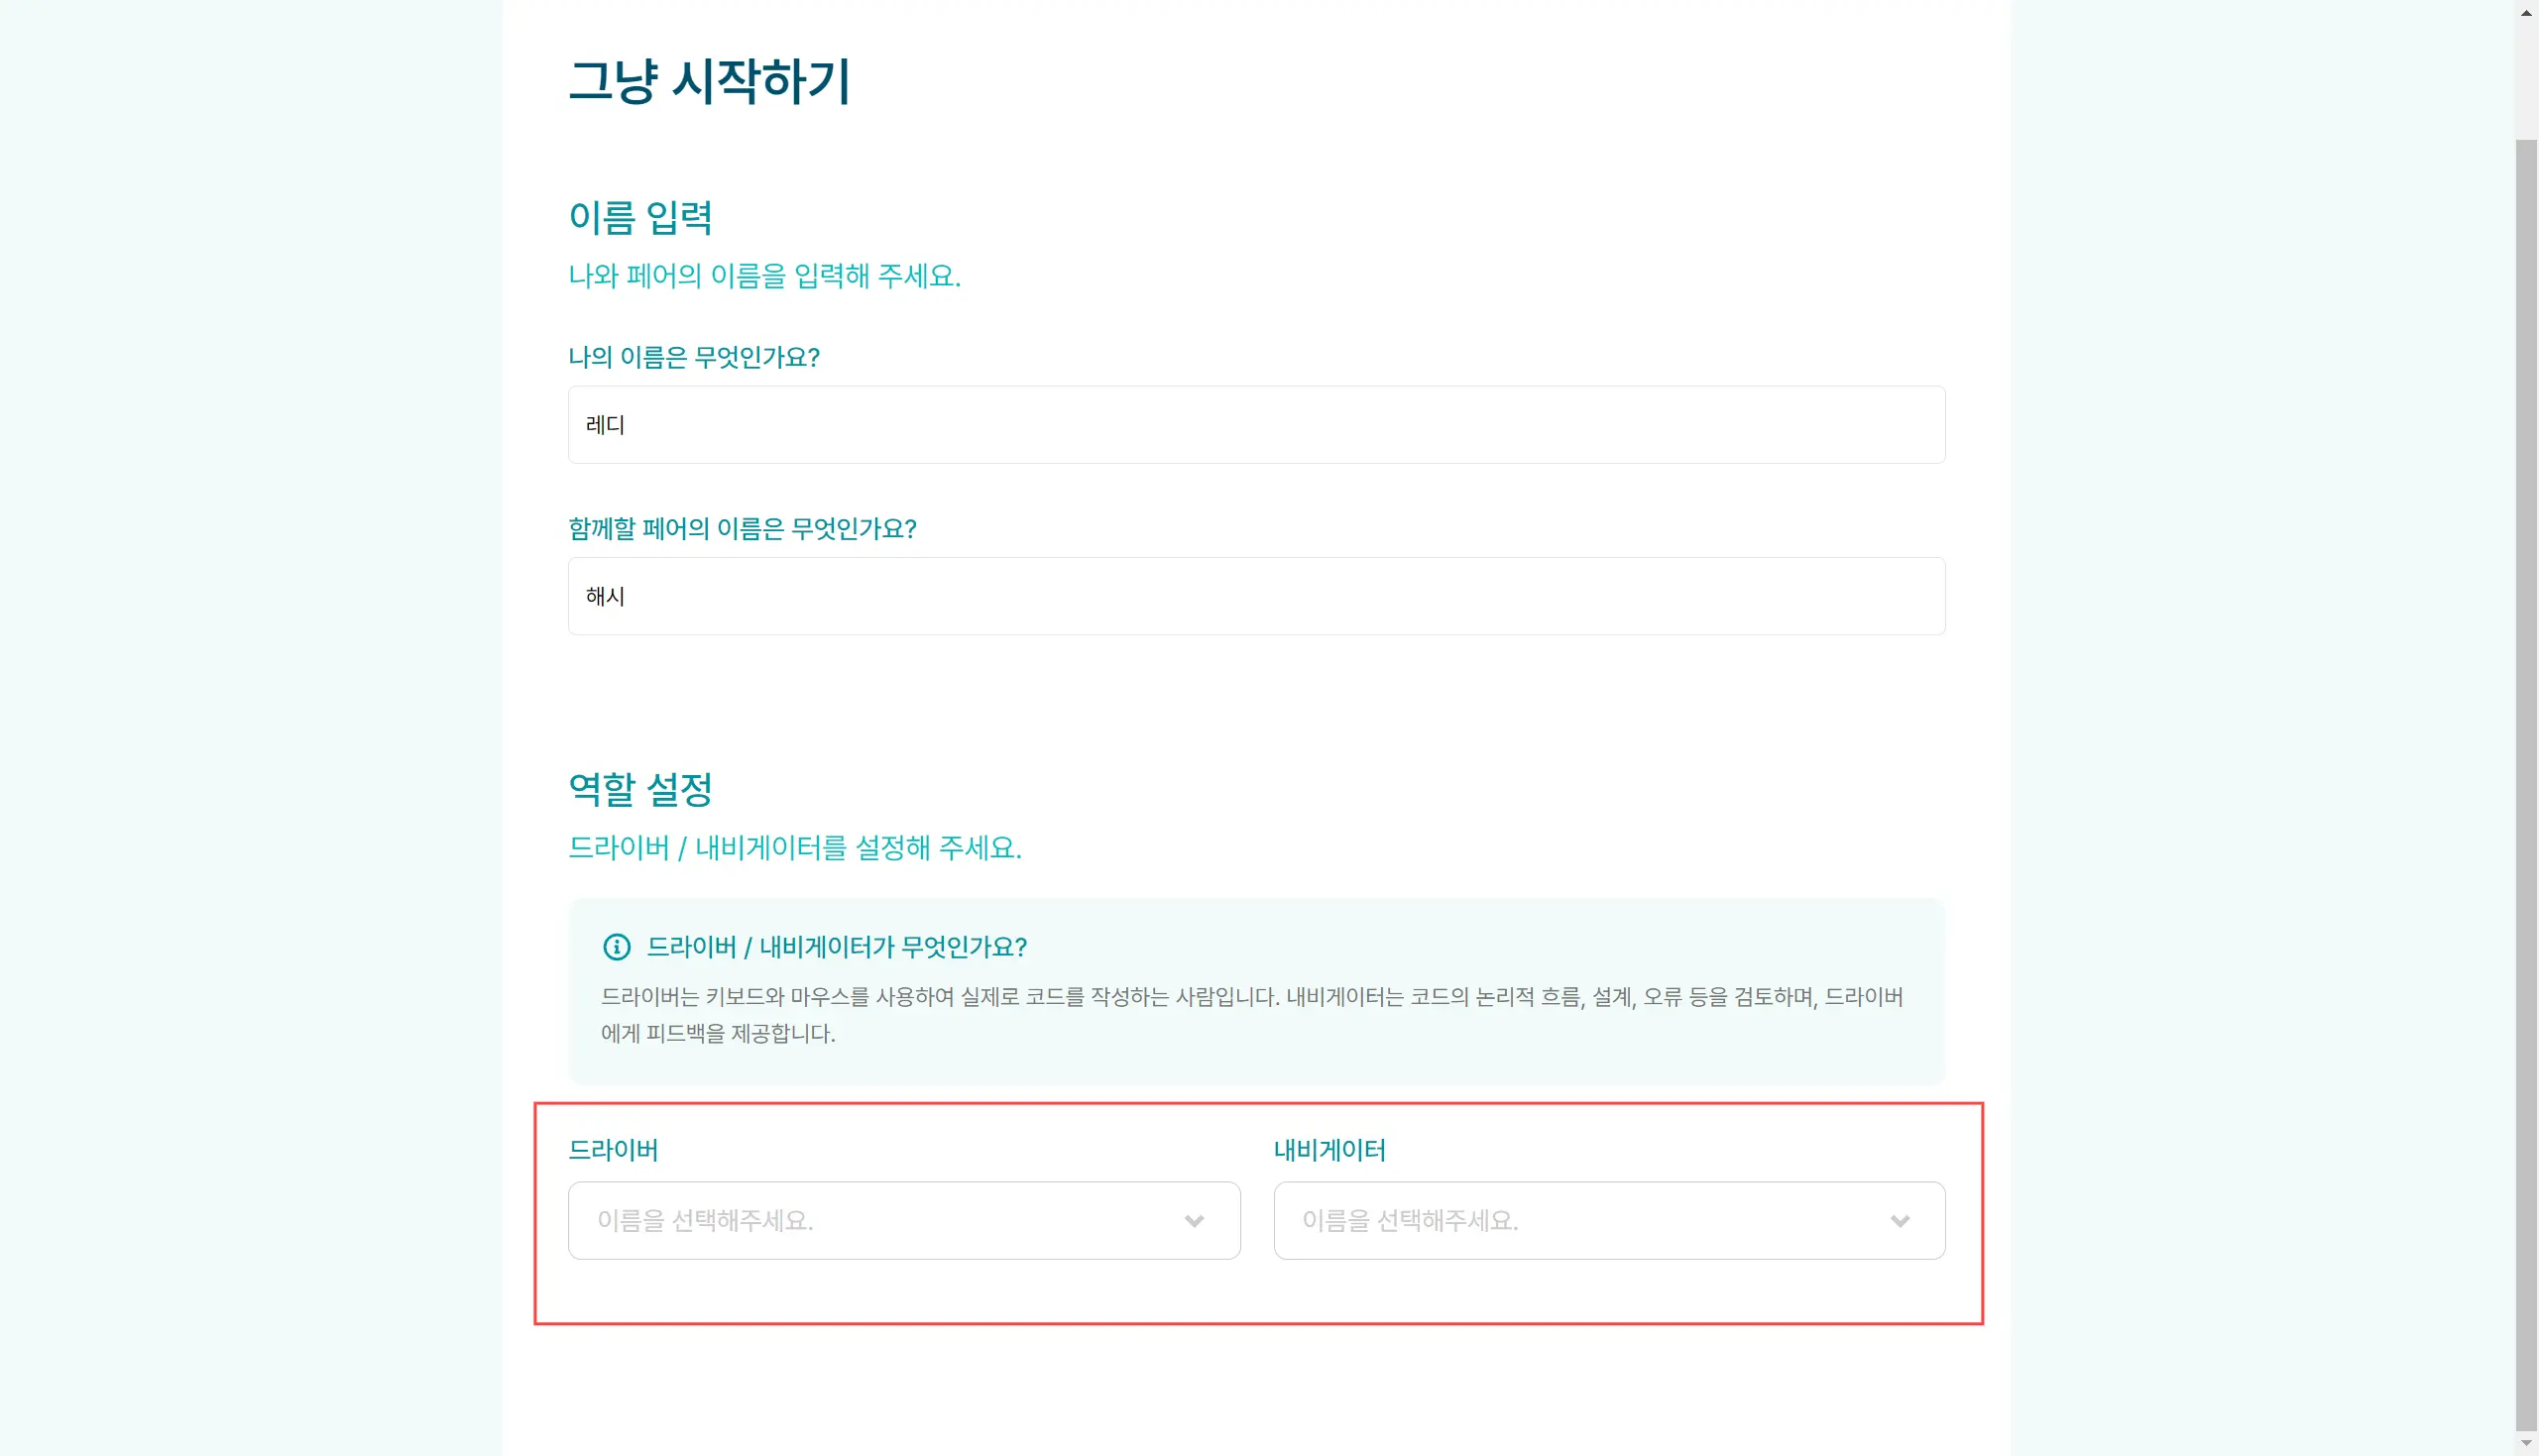 그냥 시작하기
이름 입력
나와 페어의 이름을 입력해 주세요.
나의 이름은 무엇인가요?
레디
함께할 페어의 이름은 무엇인가요?
해시
역할 설정
드라이버 / 내비게이터를 설정해 주세요.
드라이버 / 내비게이터가 무엇인가요?
드라이버는 키보드와 마우스를 사용하여 실제로 코드를 작성하는 사람입니다. 내비게이터는 코드의 논리적 흐름, 설계, 오류 등을 검토하며, 드라이버
에게 피드백을 제공합니다.
드라이버
이름을 선택해주세요.
내비게이터
이름을 선택해주세요.